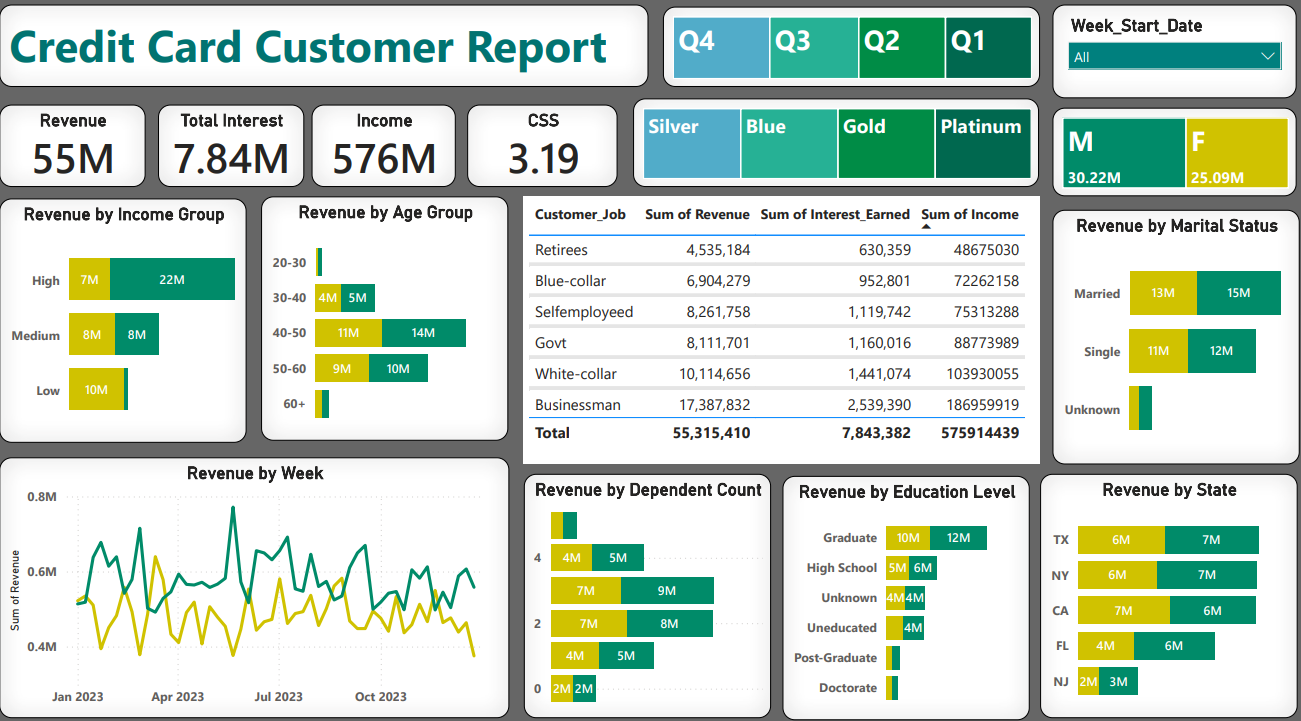 Credit Card Customer Report
Q4
Q3
Q2
Q1
Week_Start_Date
All
Revenue
55M
Total Interest
7.84M
Income
576M
CSS
3.19
Silver
Blue
Gold
Platinum
M
30.22M
F
25.09M
Revenue by Income Group
High 7M 22M
Medium 8M 8M
Low 10M
Revenue by Age Group
20-30
30-40 4M 5M
40-50 11M 14M
50-60 9M 10M
60+
Customer_Job Sum of Revenue Sum of Interest_Earned Sum of Income
Retirees 4,535,184 630,359 48675030
Blue-collar 6,904,279 952,801 72262158
Selfemployeed 8,261,758 1,119,742 75313288
Govt 8,111,701 1,160,016 88773989
White-collar 10,114,656 1,441,074 103930055
Businessman 17,387,832 2,539,390 186959919
Total 55,315,410 7,843,382 575914439
Revenue by Marital Status
Married 13M 15M
Single 11M 12M
Unknown
Revenue by Week
Sum of Revenue
0.8M
0.6M
0.4M
Jan 2023 Apr 2023 Jul 2023 Oct 2023
Revenue by Dependent Count
4 4M 5M
7M 9M
2 7M 8M
4M 5M
0 2M 2M
Revenue by Education Level
Graduate 10M 12M
High School 5M 6M
Unknown 4M 4M
Uneducated 4M
Post-Graduate
Doctorate
Revenue by State
TX 6M 7M
NY 6M 7M
CA 7M 6M
FL 4M 6M
NJ 2M 3M